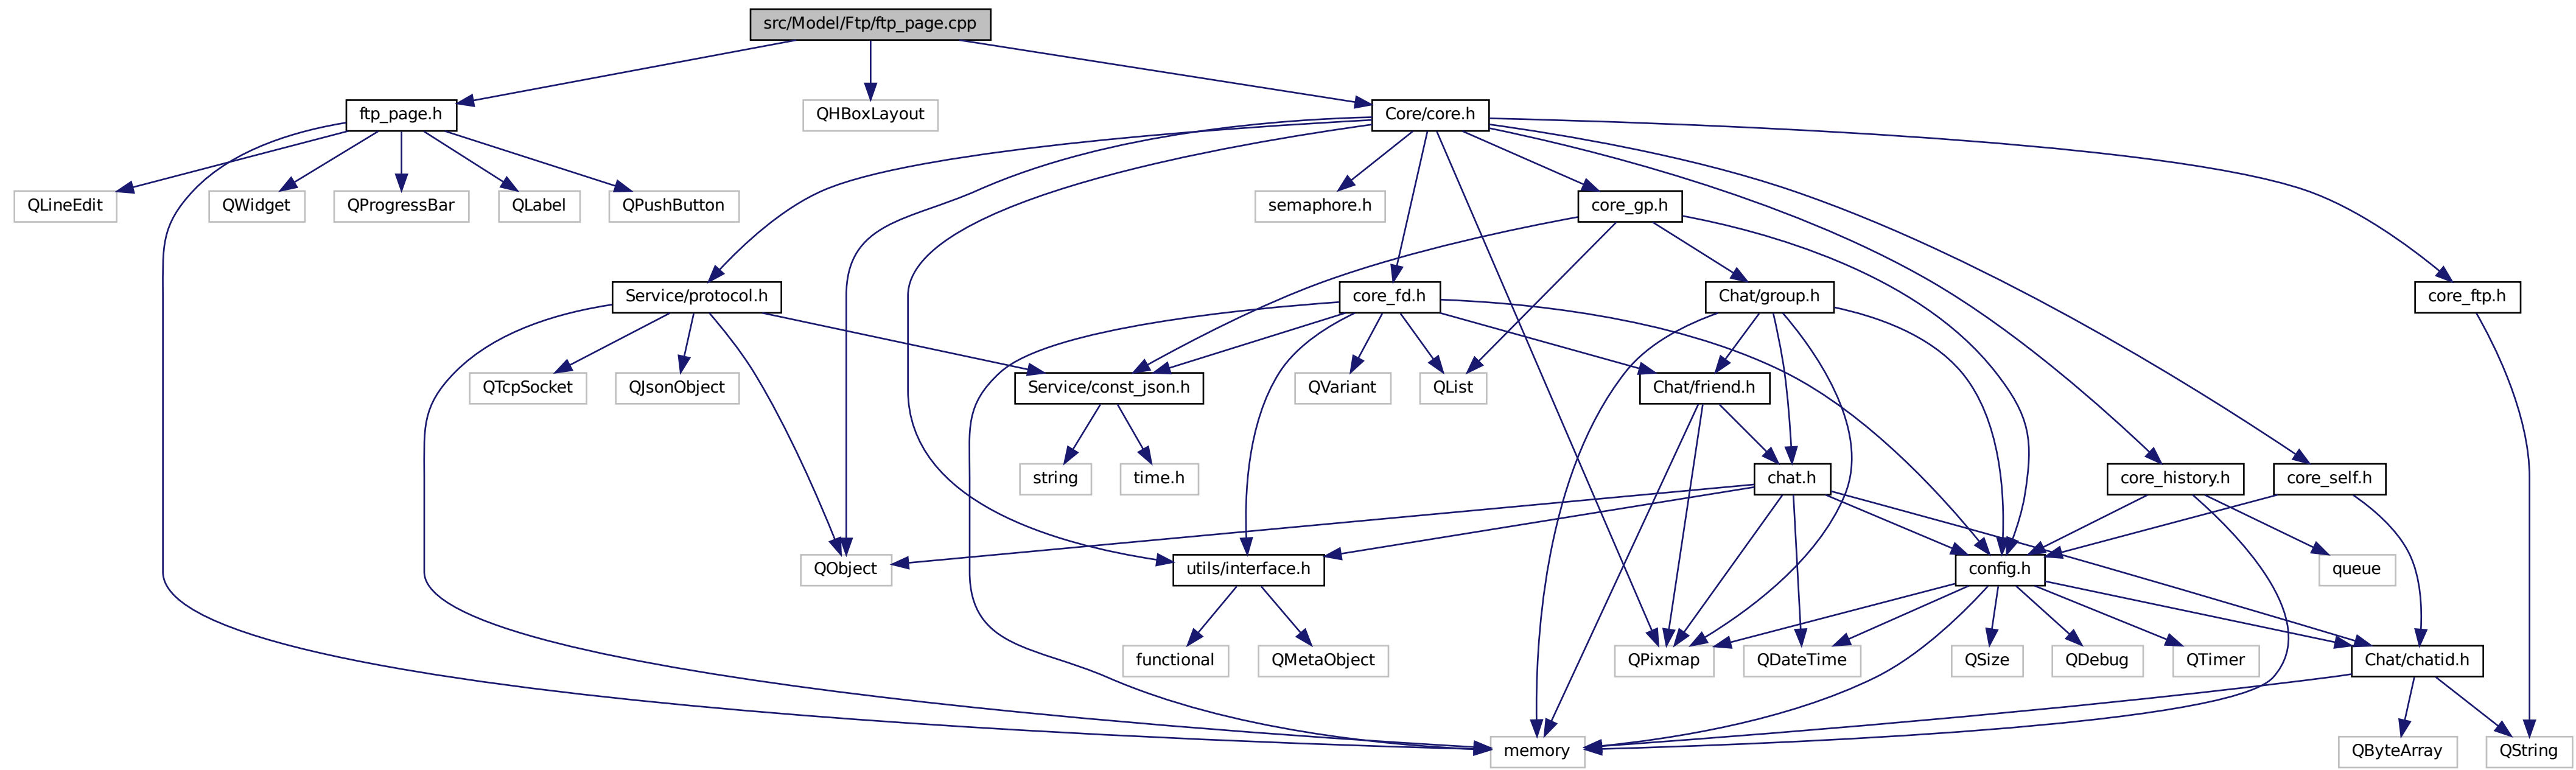 src/Model/Ftp/ftp_page.cpp
ftp_page.h
QHBoxLayout
Core/core.h
QLineEdit
QWidget
QProgressBar
QLabel
QPushButton
semaphore.h
core_gp.h
Service/protocol.h
core_fd.h
Chat/group.h
core_ftp.h
QTcpSocket
QJsonObject
Service/const_json.h
QVariant
QList
Chat/friend.h
string
time.h
chat.h
core_history.h
core_self.h
QObject
utils/interface.h
config.h
queue
functional
QMetaObject
QPixmap
QDateTime
QSize
QDebug
QTimer
Chat/chatid.h
memory
QByteArray
QString